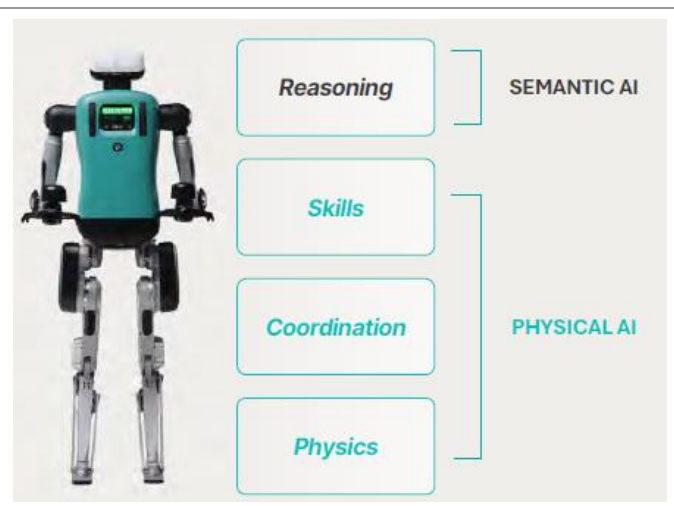 Reasoning
SEMANTIC AI
Skills
Coordination
PHYSICAL AI
Physics